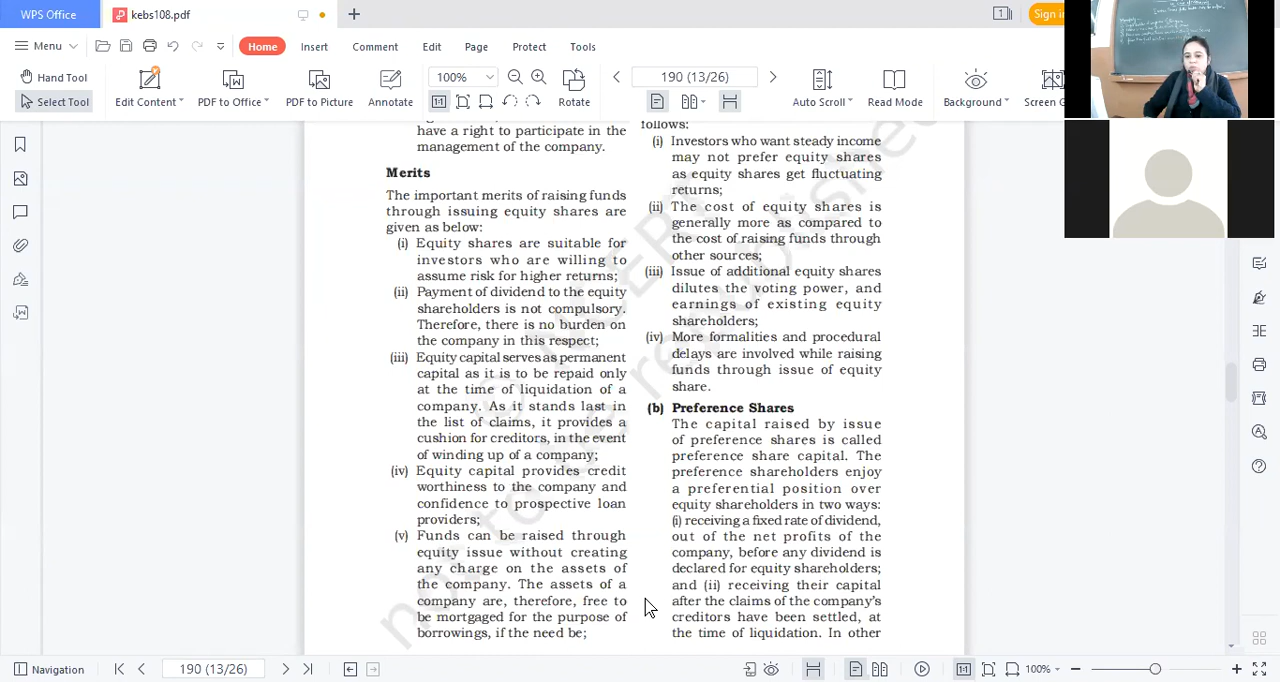 WPS Office
kebs108.pdf
1
Sign in
Menu
Home
Insert
Comment
Edit
Page
Protect
Tools
Hand Tool
Select Tool
Edit Content
PDF to Office
PDF to Picture
Annotate
100%
Rotate
190 (13/26)
Auto Scroll
Read Mode
Background
Screen G
have a right to participate in the
management of the company.
Merits
The important merits of raising funds
through issuing equity shares are
given as below:
(i) Equity shares are suitable for
investors who are willing to
assume risk for higher returns;
(ii) Payment of dividend to the equity
shareholders is not compulsory.
Therefore, there is no burden on
the company in this respect;
(iii) Equity capital serves as permanent
capital as it is to be repaid only
at the time of liquidation of a
company. As it stands last in
the list of claims, it provides a
cushion for creditors, in the event
of winding up of a company;
(iv) Equity capital provides credit
worthiness to the company and
confidence to prospective loan
providers;
(v) Funds can be raised through
equity issue without creating
any charge on the assets of
the company. The assets of a
company are, therefore, free to
be mortgaged for the purpose of
borrowings, if the need be;
follows:
(i) Investors who want steady income
may not prefer equity shares
as equity shares get fluctuating
returns;
(ii) The cost of equity shares is
generally more as compared to
the cost of raising funds through
other sources;
(iii) Issue of additional equity shares
dilutes the voting power, and
earnings of existing equity
shareholders;
(iv) More formalities and procedural
delays are involved while raising
funds through issue of equity
share.
(b) Preference Shares
The capital raised by issue
of preference shares is called
preference share capital. The
preference shareholders enjoy
a preferential position over
equity shareholders in two ways:
(i) receiving a fixed rate of dividend,
out of the net profits of the
company, before any dividend is
declared for equity shareholders;
and (ii) receiving their capital
after the claims of the company's
creditors have been settled, at
the time of liquidation. In other
© NCERT
not to be republished
Navigation
190 (13/26)
100%